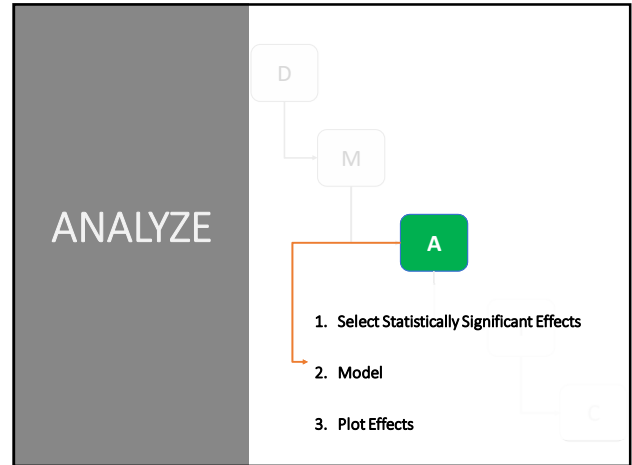 D
M
ANALYZE
A
1. Select Statistically Significant Effects
2. Model
3. Plot Effects
C